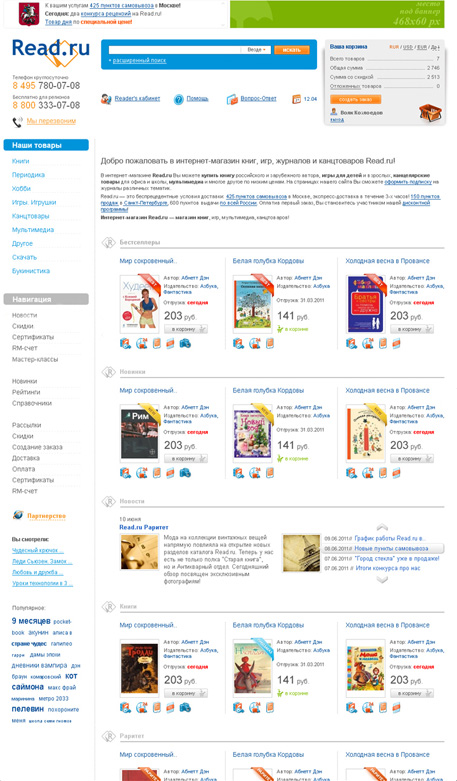 К вашим услугам 425 пунктов самовывоза в Москве!
Сегодня: Два конкурса рецензий на Read.ru!
Товар дня по специальной цене!
место
под баннер
468x60 px
Read.ru
Телефон круглосуточно
8 495 780-07-08
Бесплатно для регионов
8 800 333-07-08
Мы перезвоним
Везде
искать
расширенный поиск
Reader's кабинет
Помощь
Вопрос-Ответ
12:04
Ваша корзина
RUR / USD / EUR / Др
Всего товаров 7
Общая сумма 2 746
Сумма со скидкой 2 513
Отложенных товаров 0
создать заказ
Наши товары
Книги
Периодика
Хобби
Игры. Игрушки
Канцтовары
Мультимедиа
Другое
Скачать
Букинистика
Добро пожаловать в интернет-магазин книг, игр, журналов и канцтоваров Read.ru!
В интернет-магазине Read.ru Вы можете купить книгу российского и зарубежного автора, игры для детей и взрослых, канцелярские
товары для офиса и школы, мультимедиа и многое другое по низким ценам. На страницах нашего сайта Вы сможете оформить подписку на
журналы различных тематик.
Read.ru — это беспрецедентные условия доставки: 425 пунктов самовывоза в Москве, экспресс-доставка в течение 3-х часов! 150 пунктов
продаж в Санкт-Петербурге, 600 пунктов выдачи по всей России. Оплатив первый заказ, Вы становитесь участником нашей дисконтной
программы!
Интернет-магазин Read.ru — магазин книг, игр, мультимедиа, канцтоваров!
Навигация
Новости
Скидки
Сертификаты
RM-счет
Мастер-классы
Новинки
Рейтинги
Справочники
Рассылки
Скидки
Создание заказа
Доставка
Оплата
Сертификаты
RM-счет
Партнерство
Вы смотрели:
Чудесный крючок ...
Леди Сьюзен. Замок ...
Любовь и дружба ...
Уроки технологии в 3 ...
Популярное:
9 месяцев pocket-
book акунин алиса в
стране чудес галилео
гарри дамы эпохи
дневники вампира дэн
браун комаровский кот
саймона макс фрай
маринина метро 2033
пелевин похороните
меня
Бестселлеры
Мир сокровенный..
Автор: Абнетт Дэн
Издательство: Азбука,
Фантастика
Отгрузка: сегодня
203 руб.
в корзину
Белая голубка Кордовы
Автор: Абнетт Дэн
Издательство: Азбука
Отгрузка: 31.03.2011
141 руб.
в корзину
Холодная весна в Провансе
Автор: Абнетт Дэн
Издательство: Азбука,
Фантастика
Отгрузка: сегодня
203 руб.
в корзину
Новинки
Мир сокровенный..
РИМ
Автор: Абнетт Дэн
Издательство: Азбука,
Фантастика
Отгрузка: сегодня
203 руб.
в корзину
Белая голубка Кордовы
Автор: Абнетт Дэн
Издательство: Азбука
Отгрузка: 31.03.2011
141 руб.
в корзину
Холодная весна в Провансе
Автор: Абнетт Дэн
Издательство: Азбука,
Фантастика
Отгрузка: сегодня
203 руб.
в корзину
Новости
10 июня
Read.ru Раритет
Мода на коллекции винтажных вещей
напрямую повлияла на открытие новых
разделов каталога Read.ru. Теперь у нас
есть не только полка "Старая книга",
но и Антикварный отдел. Сегодняшний
обзор посвящен эксклюзивным
фотографиям!
09.06.2011 График работы Read.ru в..
08.06.2011 Новые пункты самовывоза
07.06.2011 "Город стекла" уже в продаже!
07.06.2011 Итоги конкурса про нас
Книги
Мир сокровенный..
Автор: Абнетт Дэн
Издательство: Азбука,
Фантастика
Отгрузка: сегодня
203 руб.
в корзину
Белая голубка Кордовы
Автор: Абнетт Дэн
Издательство: Азбука
Отгрузка: 31.03.2011
141 руб.
в корзину
Холодная весна в Провансе
Автор: Абнетт Дэн
Издательство: Азбука,
Фантастика
Отгрузка: сегодня
203 руб.
в корзину
Раритет
Мир сокровенный..
Белая голубка Кордовы
Холодная весна в Провансе